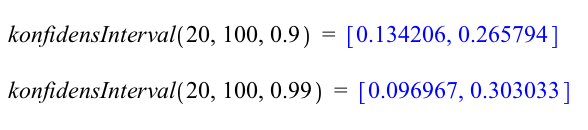 konfidensInterval(20, 100, 0.9) = [0.134206, 0.265794]
konfidensInterval(20, 100, 0.99) = [0.096967, 0.303033]